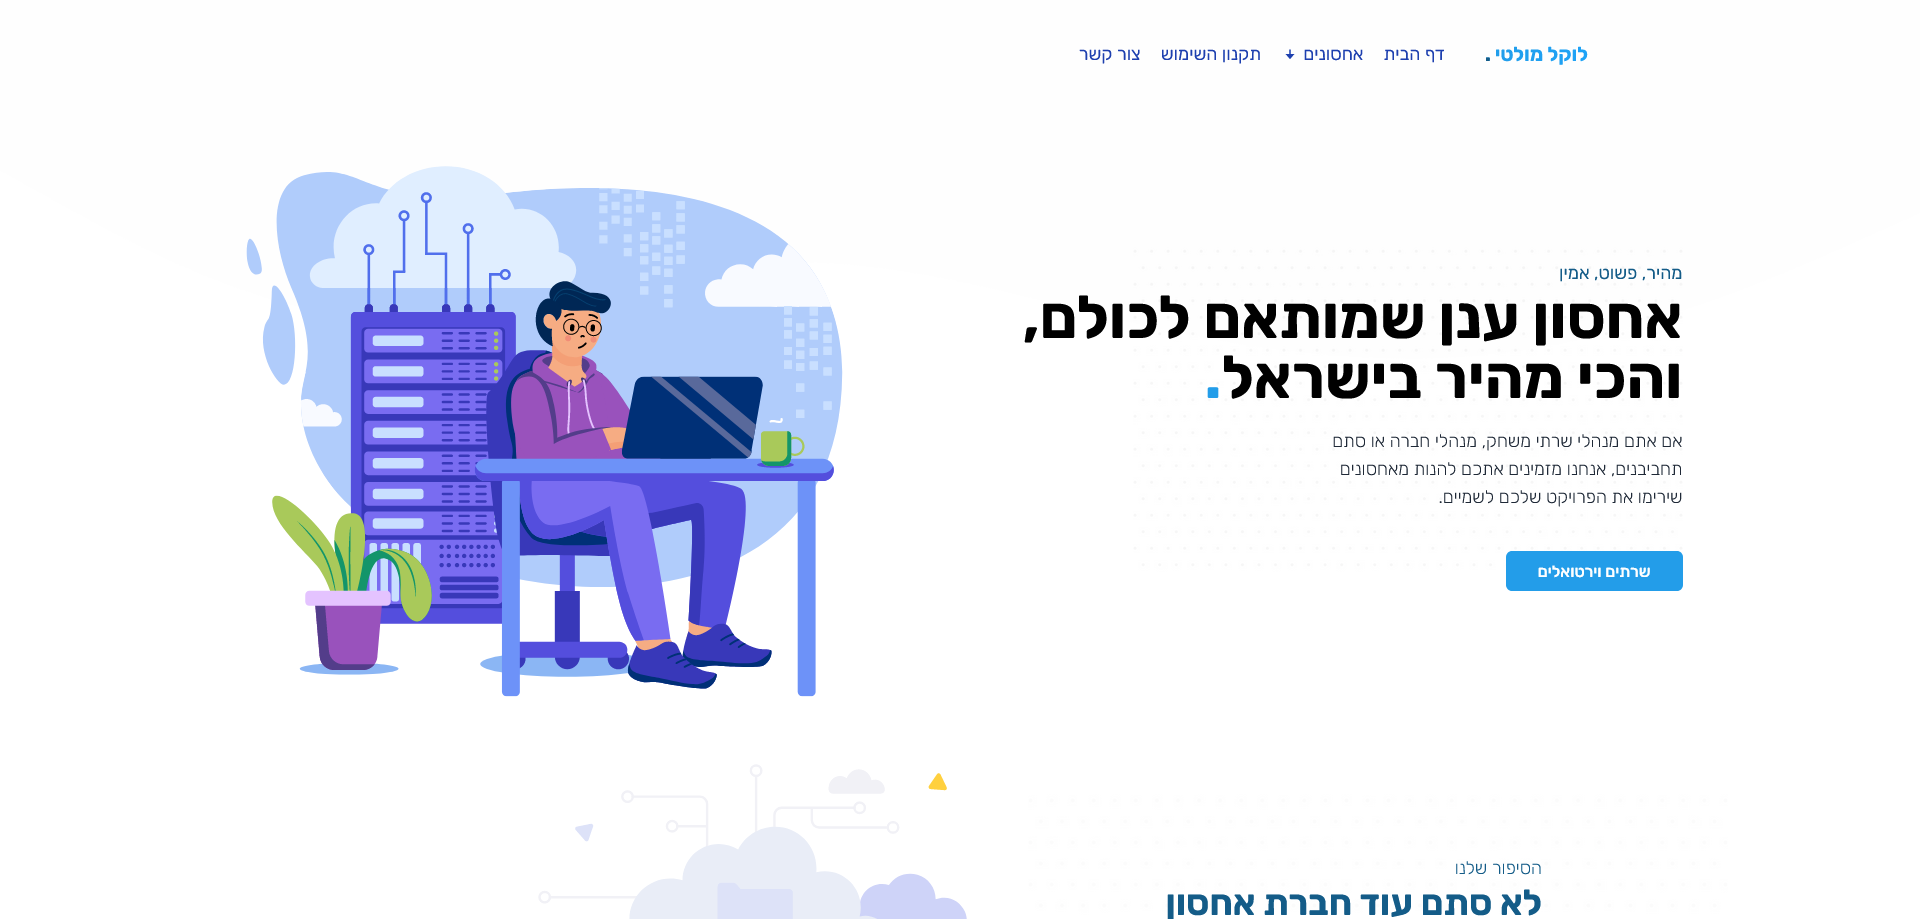 לוקל מולטי.
דף הבית
אחסונים
תקנון השימוש
צור קשר
מהיר, פשוט, אמין
אחסון ענן שמותאם לכולם,
והכי מהיר בישראל.
אם אתם מנהלי שרתי משחק, מנהלי חברה או סתם
תחביבנים, אנחנו מזמינים אתכם להנות מאחסונים
שירימו את הפרויקט שלכם לשמיים.
שרתים וירטואלים
הסיפור שלנו
לא סתם עוד חברת אחסון